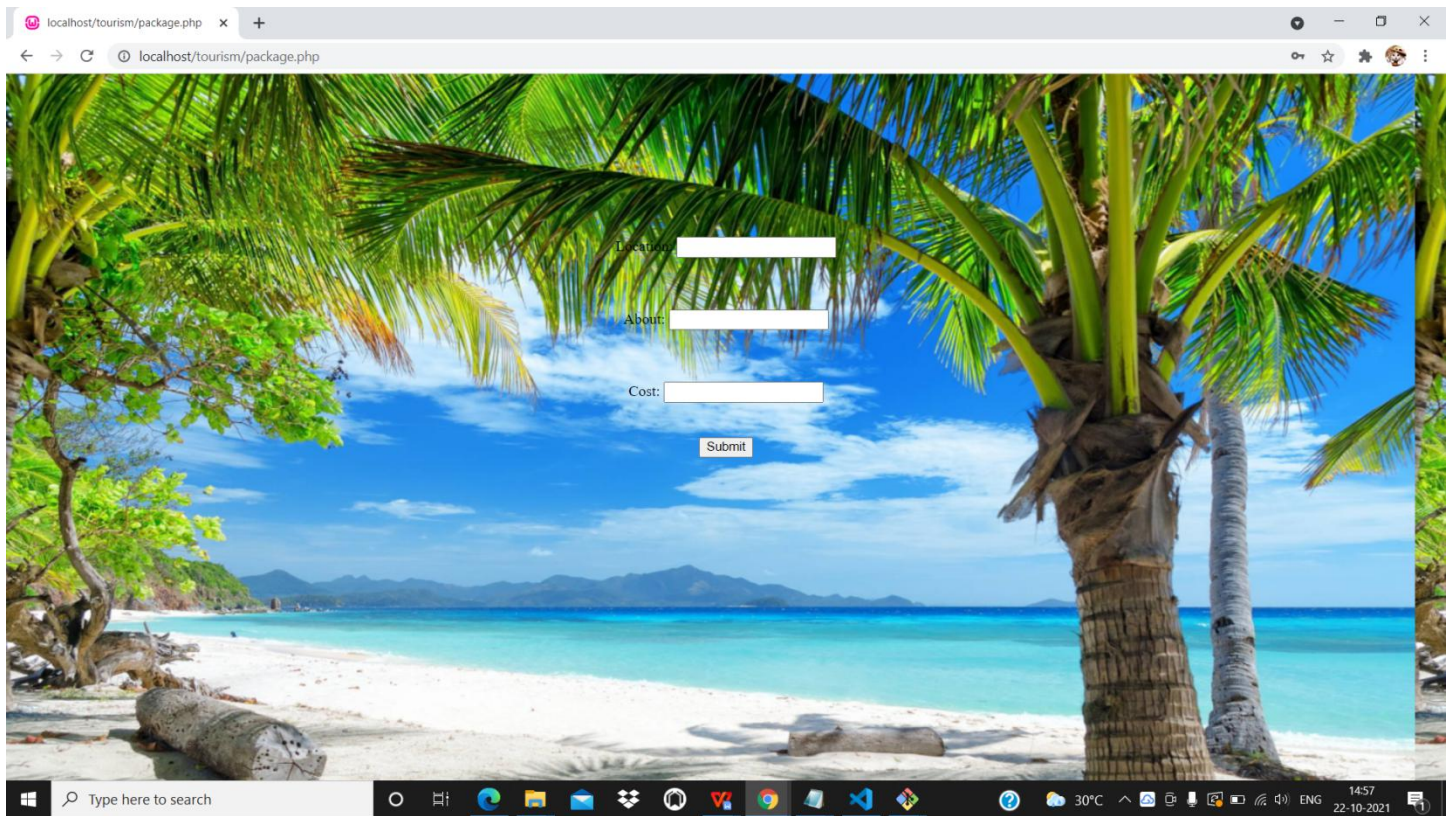 localhost/tourism/package.php
localhost/tourism/package.php
Location:
About:
Cost:
Submit
Type here to search
30°C
ENG
14:57
22-10-2021
1